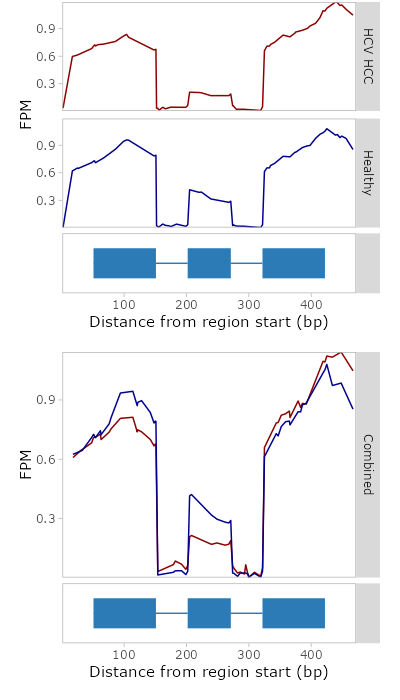 0.9
0.6
0.3
HCV HCC
FPM
0.9
0.6
0.3
Healthy
100
200
300
400
Distance from region start (bp)
0.9
0.6
0.3
FPM
Combined
100
200
300
400
Distance from region start (bp)